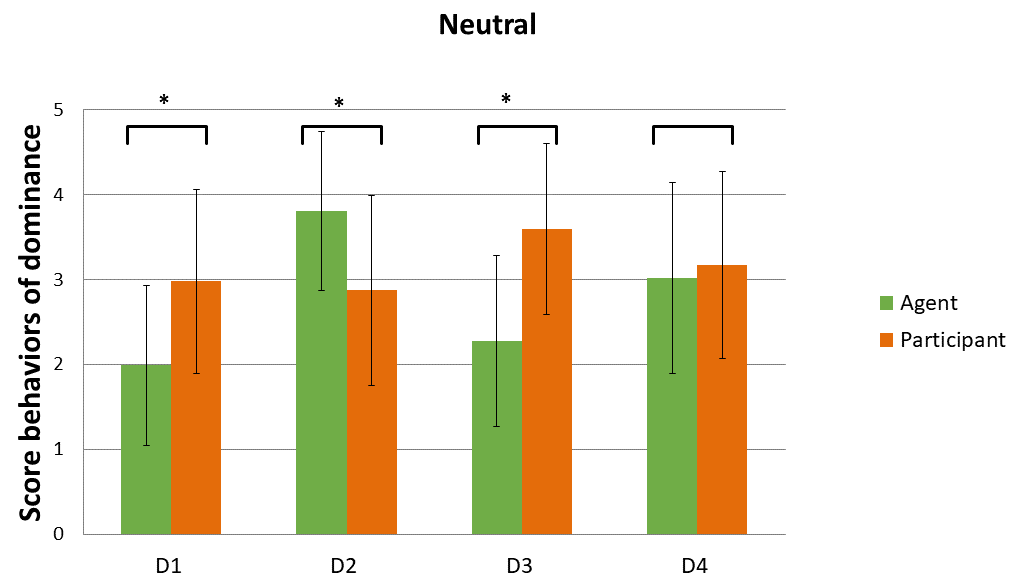 Neutral
* * *
Score behaviors of dominance
5
4
3
2
1
0
D1 D2 D3 D4
Agent
Participant